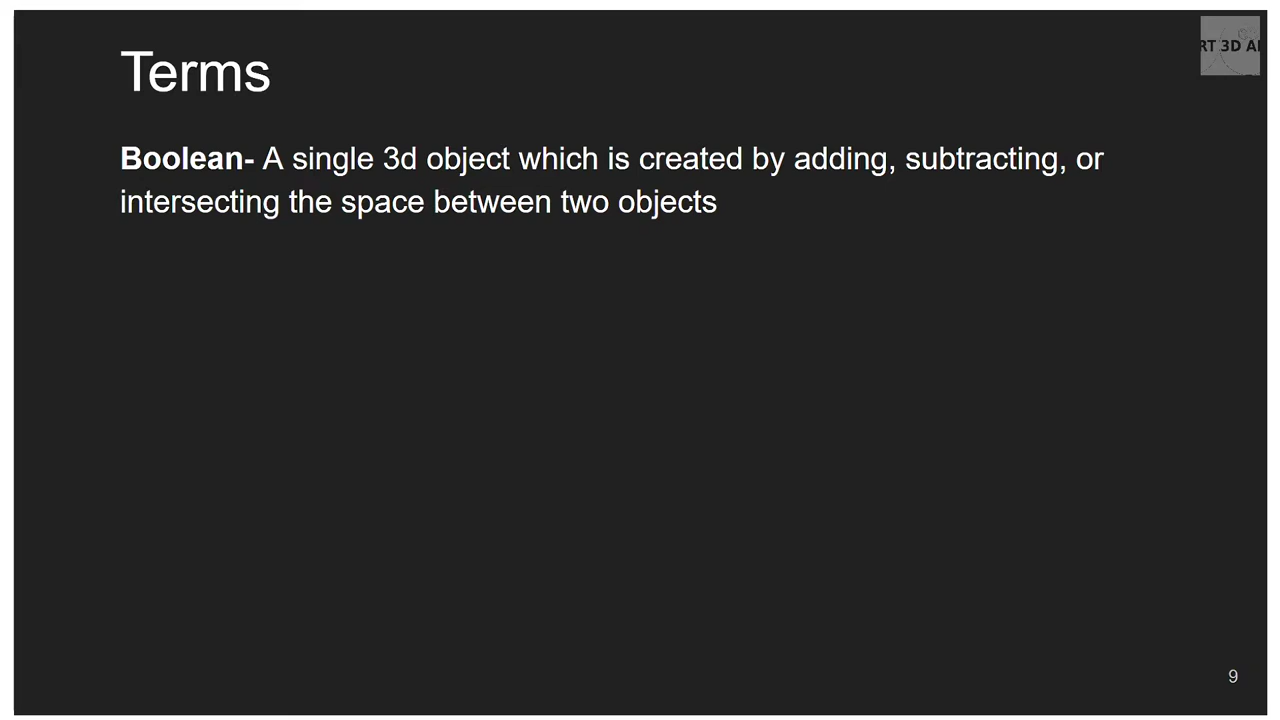 RT 3D AI
Terms
Boolean- A single 3d object which is created by adding, subtracting, or
intersecting the space between two objects
9